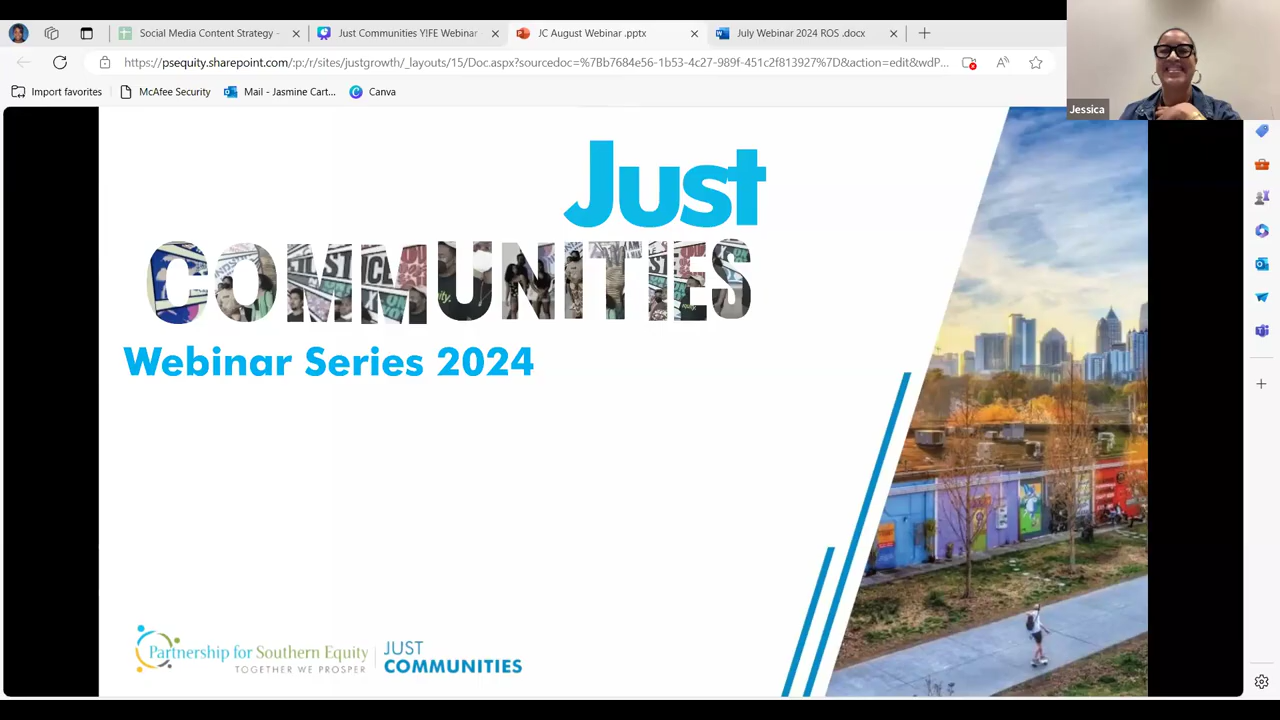 Social Media Content Strategy -
Just Communities Y!FE Webinar
JC August Webinar .pptx
July Webinar 2024 ROS .docx
https://psequity.sharepoint.com/:p:/r/sites/justgrowth/_layouts/15/Doc.aspx?sourcedoc=%7Bb7684e56-1b53-4c27-989f-451c2f813927%7D&action=edit&wdP...
Import favorites
McAfee Security
Mail - Jasmine Cart...
Canva
Jessica
Just
COMMUNITIES
Webinar Series 2024
Partnership for Southern Equity
TOGETHER WE PROSPER
JUST
COMMUNITIES